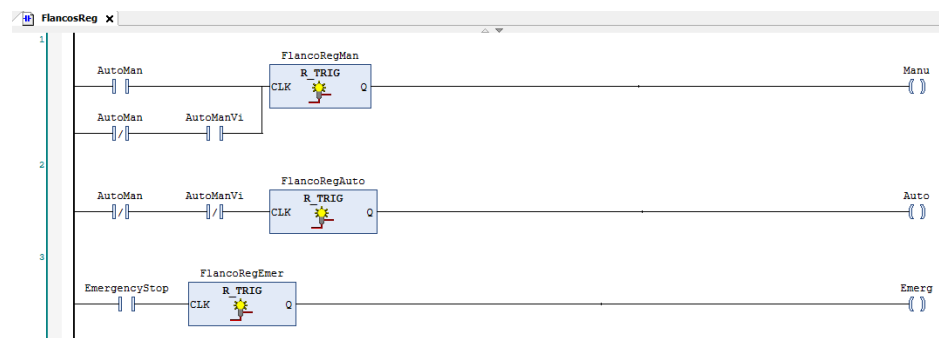 FlancosReg
1
FlancoRegMan
AutoMan R_TRIG Manu
CLK Q
AutoMan AutoManVi
2
FlancoRegAuto
AutoMan AutoManVi R_TRIG Auto
CLK Q
3
FlancoRegEmer
EmergencyStop R_TRIG Emerg
CLK Q